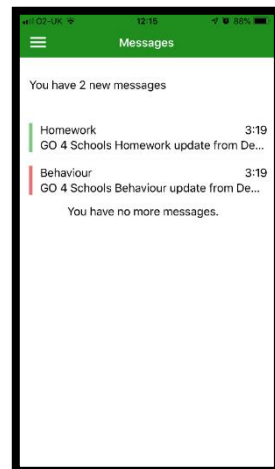 O2-UK 12:15 86%
Messages
You have 2 new messages
Homework 3:19
GO 4 Schools Homework update from De...
Behaviour 3:19
GO 4 Schools Behaviour update from De...
You have no more messages.